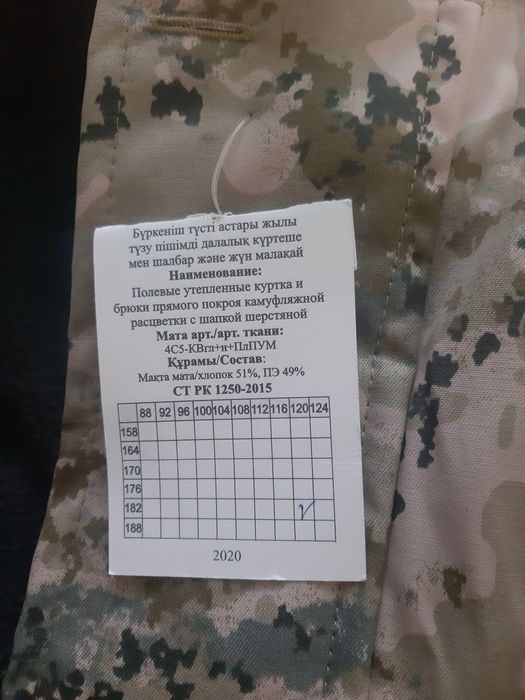 Бүркеніш түсті астары жылы
түзу пішімді далалық күртеше
мен шалбар және жүн малақай
Наименование:
Полевые утепленные куртка и
брюки прямого покроя камуфляжной
расцветки с шапкой шерстяной
Мата арт./арт. ткани:
4С5-КВгл+и+ПлПУМ
Құрамы/Состав:
Мақта мата/хлопок 51%, ПЭ 49%
СТ РК 1250-2015
88 92 96 100 104 108 112 116 120 124
158
164
170
176
182
188
2020